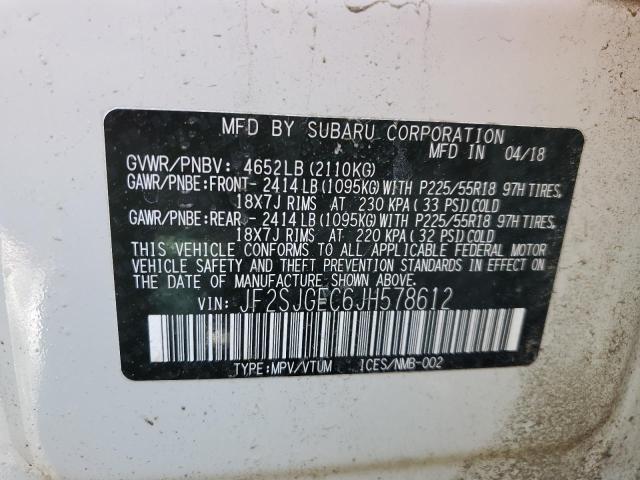 MFD BY SUBARU CORPORATION
MFD IN 04/18
GVWR/PNBV: 4652LB (2110KG)
GAWR/PNBE:FRONT- 2414LB (1095KG) WITH P225/55R18 97H TIRES,
18X7J RIMS AT 230 KPA (33 PSI) COLD
GAWR/PNBE:REAR- 2414LB (1095KG) WITH P225/55R18 97H TIRES,
18X7J RIMS AT 220 KPA (32 PSI) COLD
THIS VEHICLE CONFORMS TO ALL APPLICABLE FEDERAL MOTOR
VEHICLE SAFETY AND THEFT PREVENTION STANDARDS IN EFFECT ON
THE DATE OF MANUFACTURE SHOWN ABOVE.
VIN: JF2SJGEC6JH578612
TYPE:MPV/VTUM ICES/NMB-002